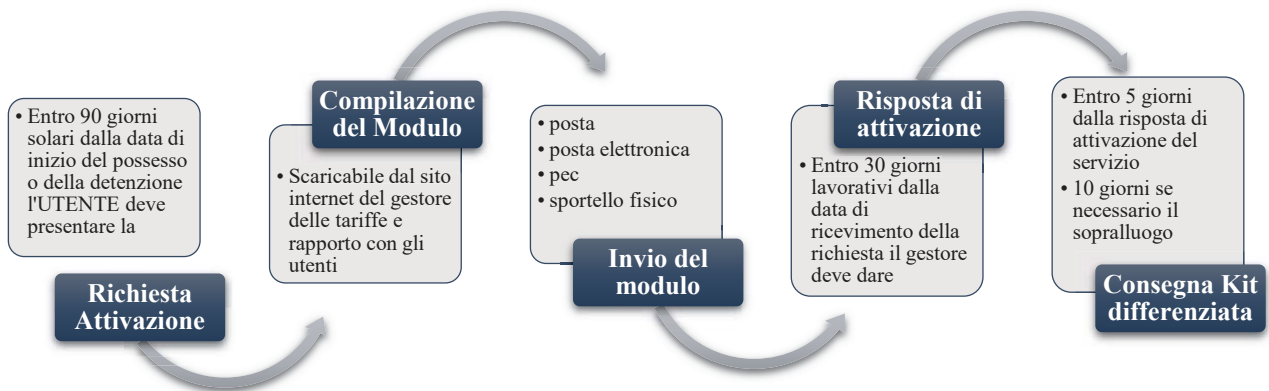 • Entro 90 giorni
solari dalla data di
inizio del possesso
o della detenzione
l'UTENTE deve
presentare la
Richiesta
Attivazione
Compilazione
del Modulo
• Scaricabile dal sito
internet del gestore
delle tariffe e
rapporto con gli
utenti
• posta
• posta elettronica
• pec
• sportello fisico
Invio del
modulo
Risposta di
attivazione
• Entro 30 giorni
lavorativi dalla
data di
ricevimento della
richiesta il gestore
deve dare
• Entro 5 giorni
dalla risposta di
attivazione del
servizio
• 10 giorni se
necessario il
sopralluogo
Consegna Kit
differenziata